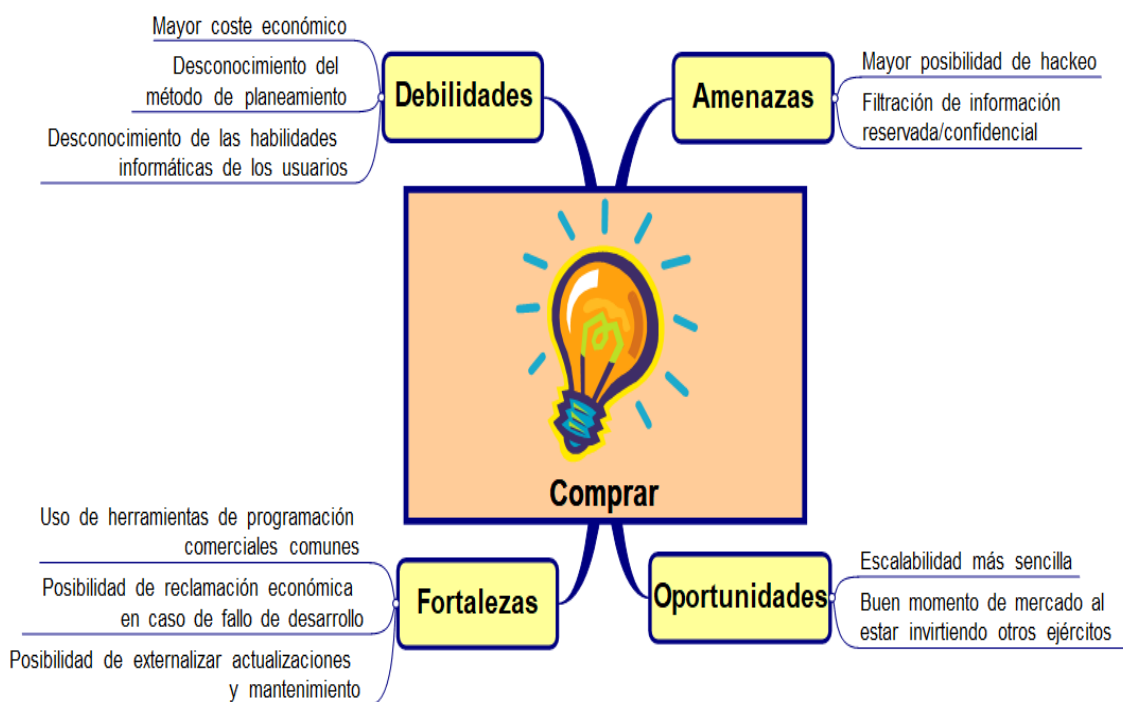 Mayor coste económico
Desconocimiento del
método de planeamiento
Desconocimiento de las habilidades
informáticas de los usuarios
Debilidades
Amenazas
Mayor posibilidad de hackeo
Filtración de información
reservada/confidencial
Comprar
Uso de herramientas de programación
comerciales comunes
Posibilidad de reclamación económica
en caso de fallo de desarrollo
Posibilidad de externalizar actualizaciones
y mantenimiento
Fortalezas
Oportunidades
Escalabilidad más sencilla
Buen momento de mercado al
estar invirtiendo otros ejércitos